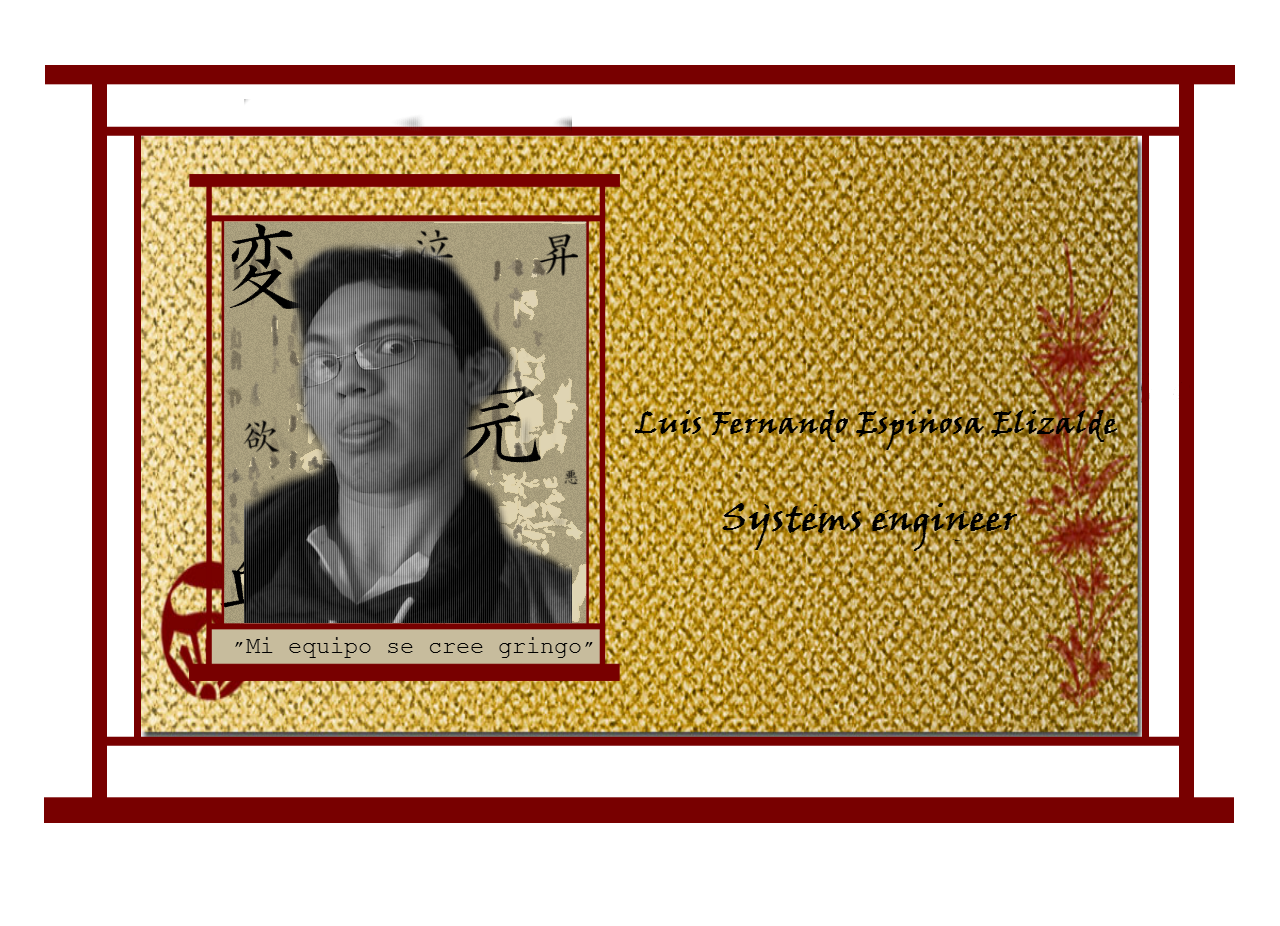 変
泣
昇
欲
元
悪
Luis Fernando Espinosa Elizalde
Systems engineer
"Mi equipo se cree gringo"